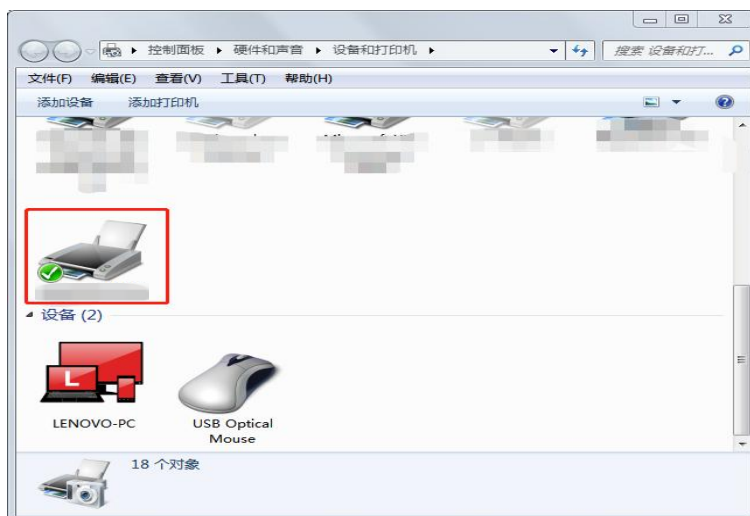 控制面板 ▸ 硬件和声音 ▸ 设备和打印机 ▸
搜索 设备和打...
文件(F) 编辑(E) 查看(V) 工具(T) 帮助(H)
添加设备 添加打印机
设备 (2)
L
LENOVO-PC
USB Optical
Mouse
18 个对象